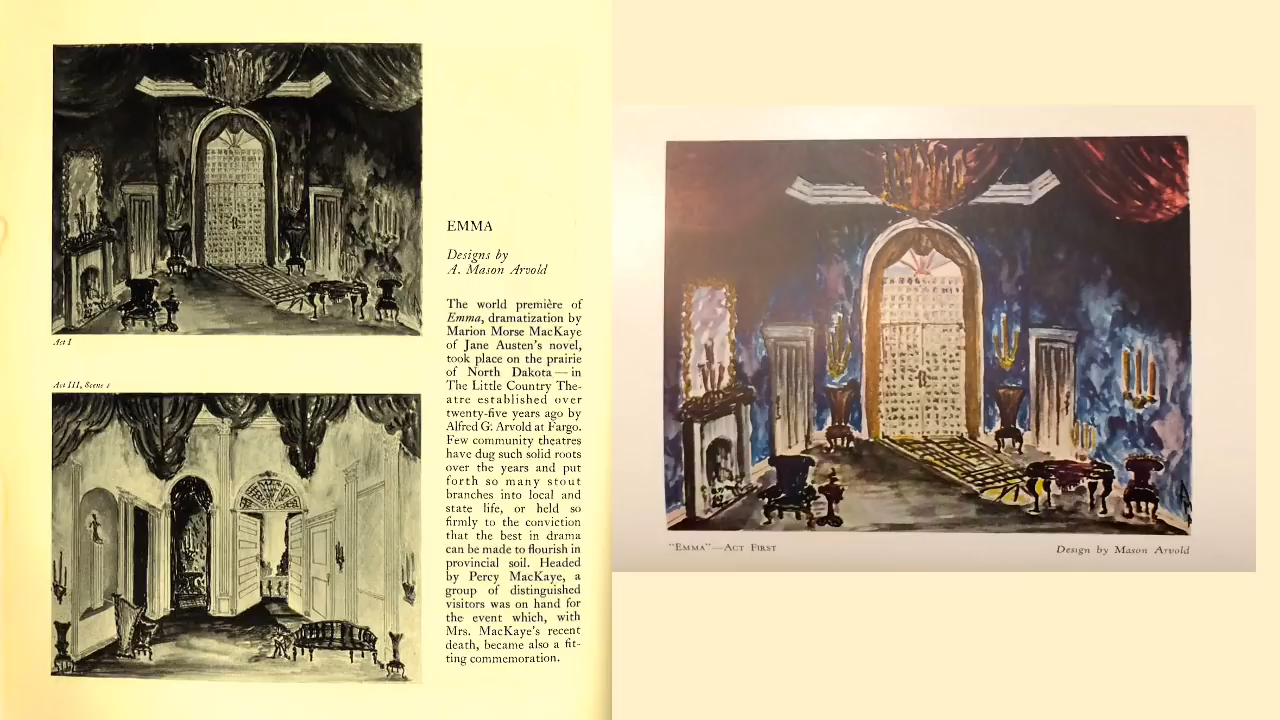 Act I
Act III, Scene 1
EMMA
Designs by
A. Mason Arvold
The world première of
Emma, dramatization by
Marion Morse MacKaye
of Jane Austen's novel,
took place on the prairie
of North Dakota — in
The Little Country The-
atre established over
twenty-five years ago by
Alfred G. Arvold at Fargo.
Few community theatres
have dug such solid roots
over the years and put
forth so many stout
branches into local and
state life, or held so
firmly to the conviction
that the best in drama
can be made to flourish in
provincial soil. Headed
by Percy MacKaye, a
group of distinguished
visitors was on hand for
the event which, with
Mrs. MacKaye's recent
death, became also a fit-
ting commemoration.
"EMMA"—ACT FIRST
Design by Mason Arvold